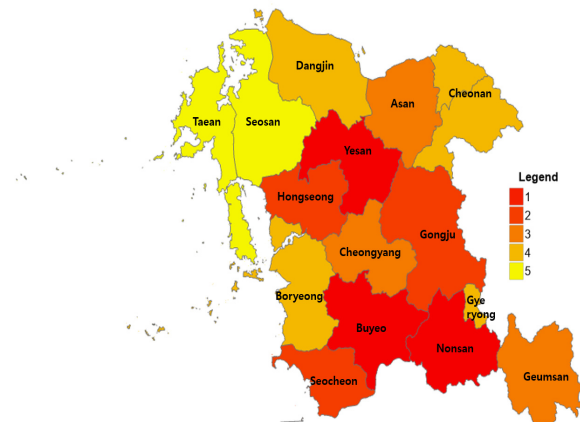 Dangjin
Asan
Cheonan
Taean
Seosan
Yesan
Legend
1
2
3
4
5
Hongseong
Gongju
Cheongyang
Boryeong
Gye
ryong
Buyeo
Nonsan
Seocheon
Geumsan